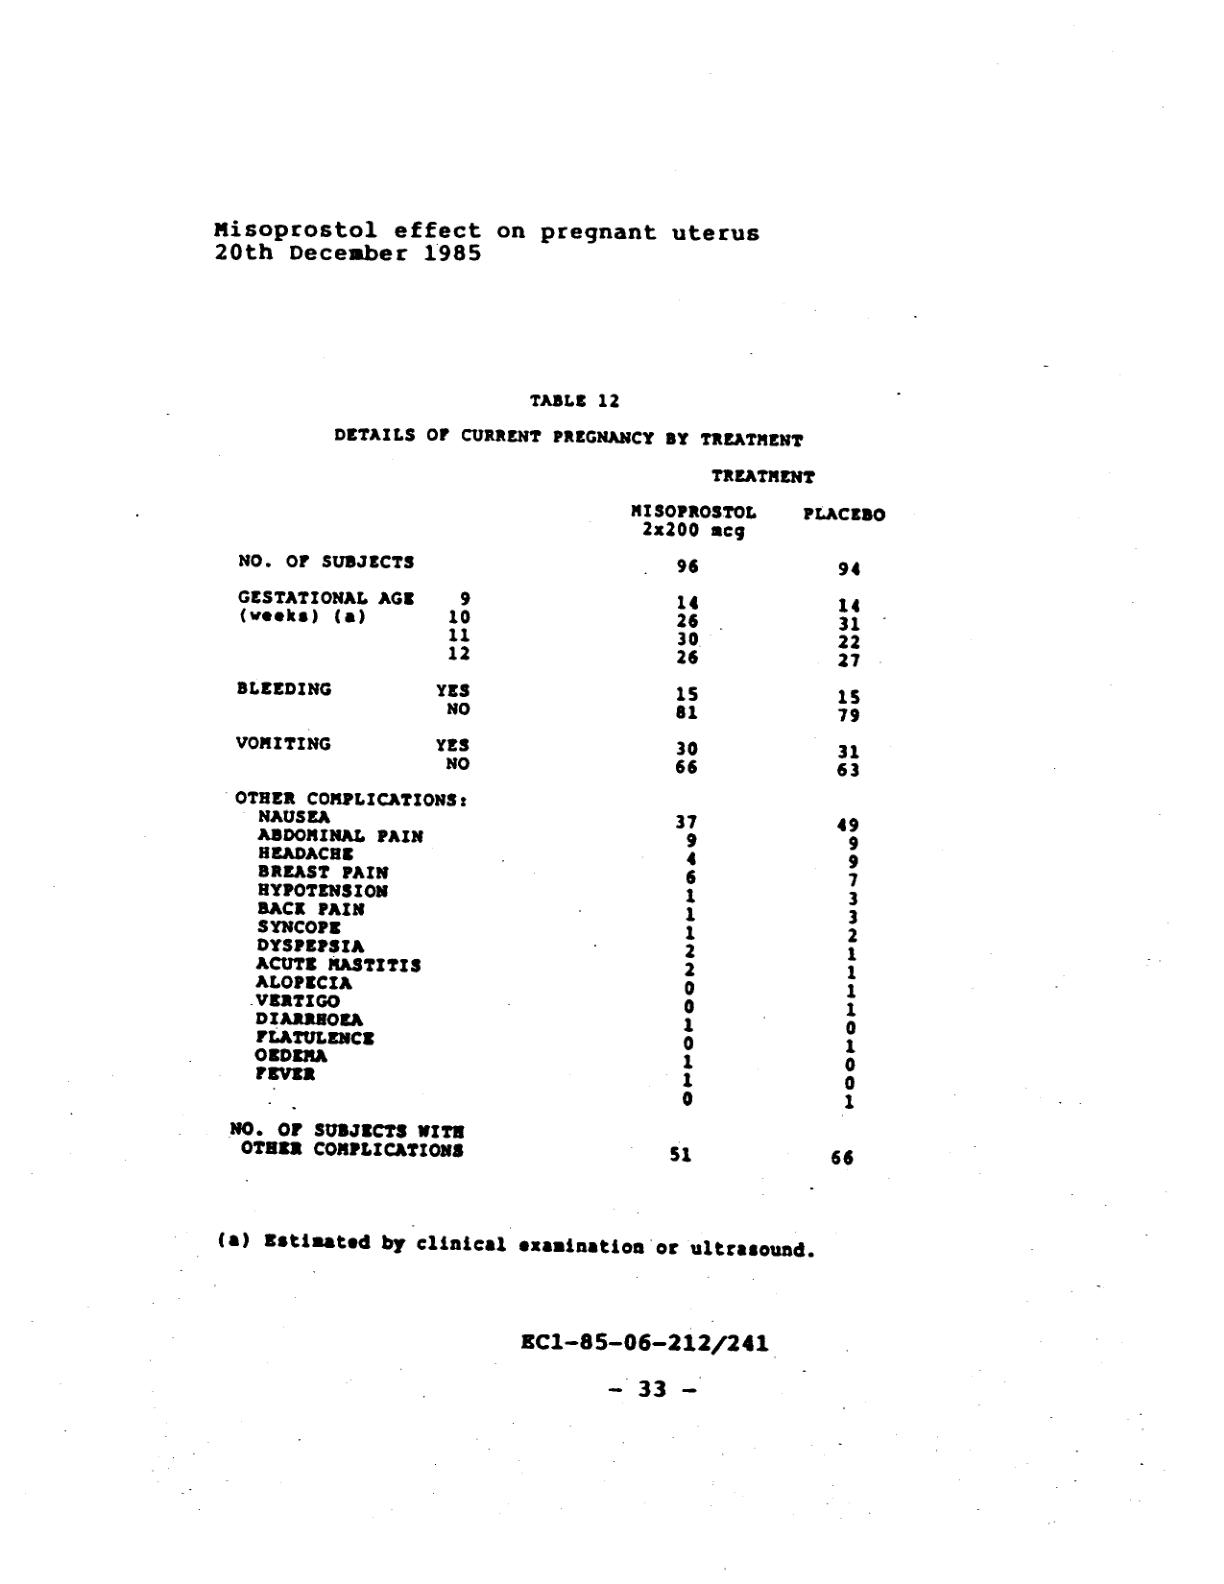 Misoprostol effect on pregnant uterus
20th December 1985
TABLE 12
DETAILS OF CURRENT PREGNANCY BY TREATMENT
TREATMENT
MISOPROSTOL PLACEBO
2x200 mcg
NO. OF SUBJECTS 96 94
GESTATIONAL AGE 9 14 14
(weeks) (a) 10 26 31
11 30 22
12 26 27
BLEEDING YES 15 15
NO 81 79
VOMITING YES 30 31
NO 66 63
OTHER COMPLICATIONS:
NAUSEA 37 49
ABDOMINAL PAIN 9 9
HEADACHE 4 9
BREAST PAIN 6 7
HYPOTENSION 1 3
BACK PAIN 1 3
SYNCOPE 1 2
DYSPEPSIA 2 1
ACUTE MASTITIS 2 1
ALOPECIA 0 1
VERTIGO 0 1
DIARRHOEA 1 0
FLATULENCE 0 1
OEDEMA 1 0
FEVER 1 0
0 1
NO. OF SUBJECTS WITH
OTHER COMPLICATIONS 51 66
(a) Estimated by clinical examination or ultrasound.
EC1-85-06-212/241
- 33 -